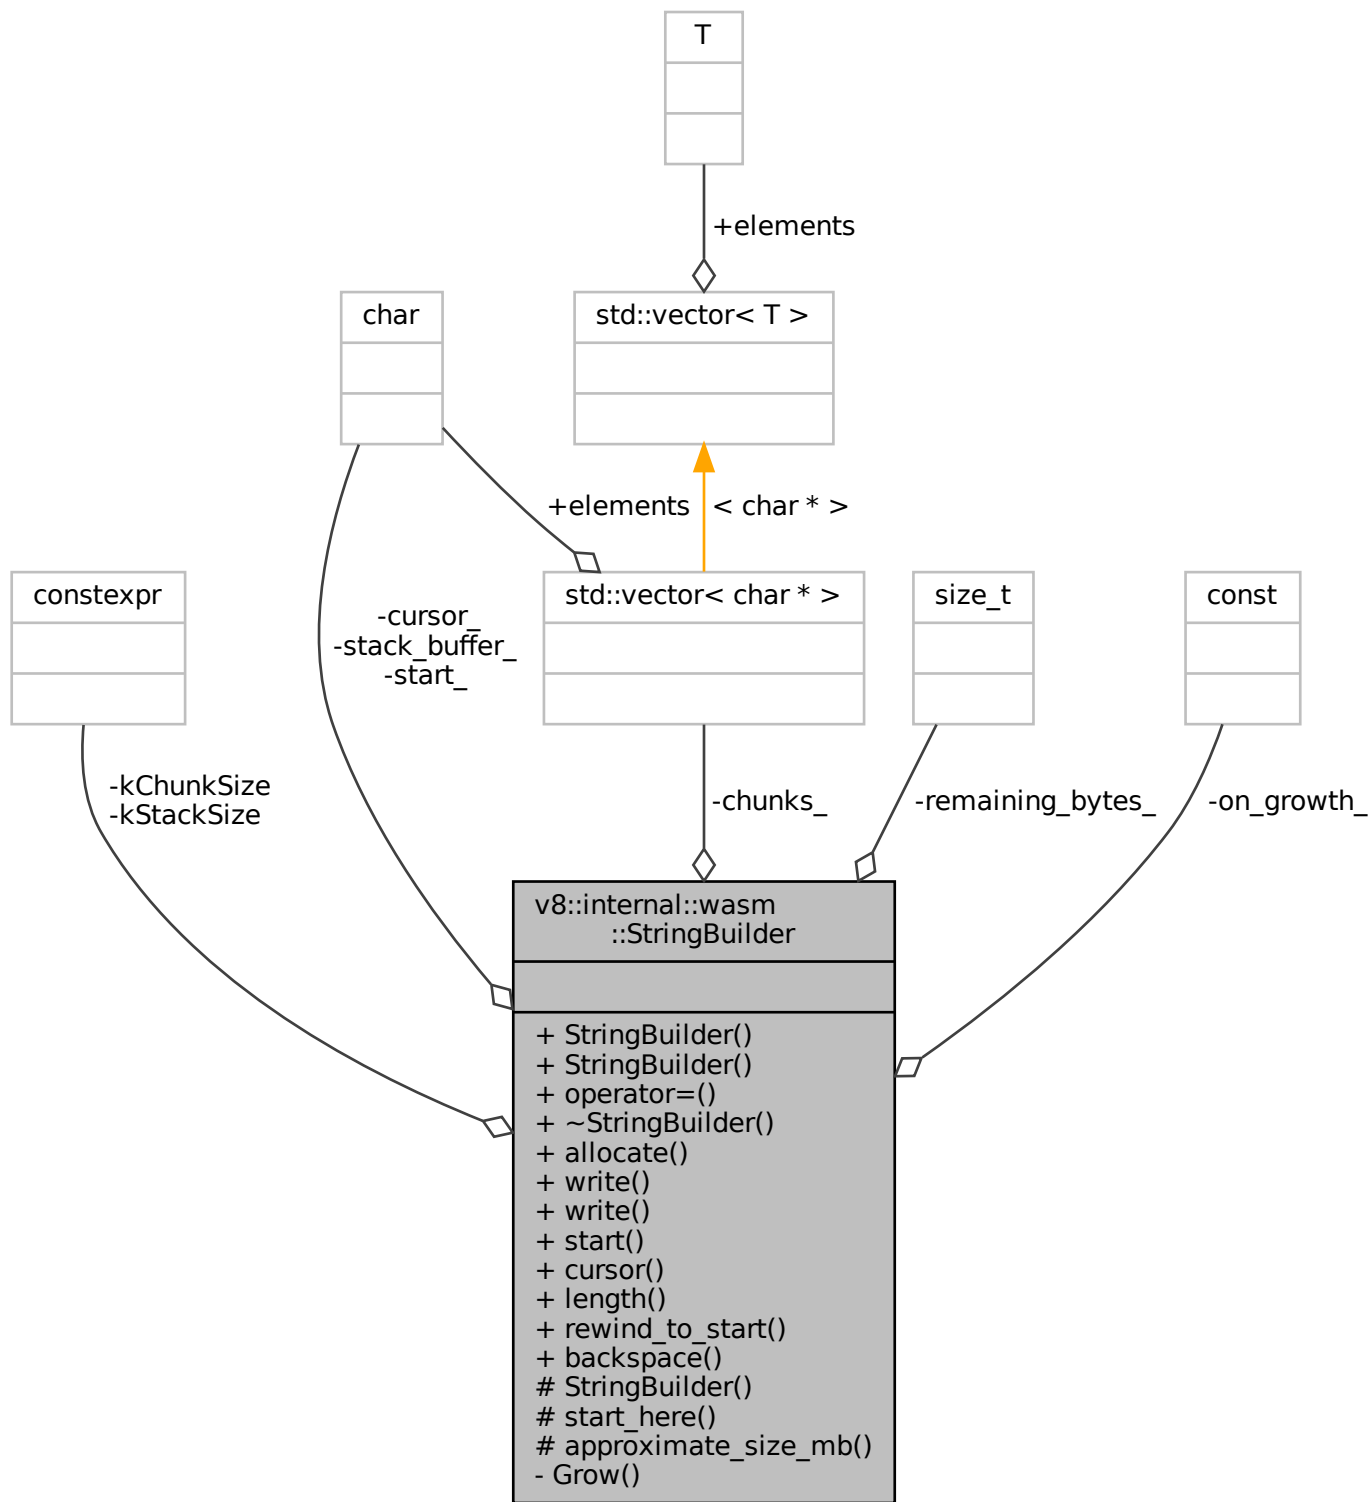 T
+elements
char
std::vector< T >
+elements
< char * >
constexpr
std::vector< char * >
size_t
const
-cursor_
-stack_buffer_
-start_
-kChunkSize
-kStackSize
-chunks_
-remaining_bytes_
-on_growth_
v8::internal::wasm
::StringBuilder
+ StringBuilder()
+ StringBuilder()
+ operator=()
+ ~StringBuilder()
+ allocate()
+ write()
+ write()
+ start()
+ cursor()
+ length()
+ rewind_to_start()
+ backspace()
# StringBuilder()
# start_here()
# approximate_size_mb()
- Grow()